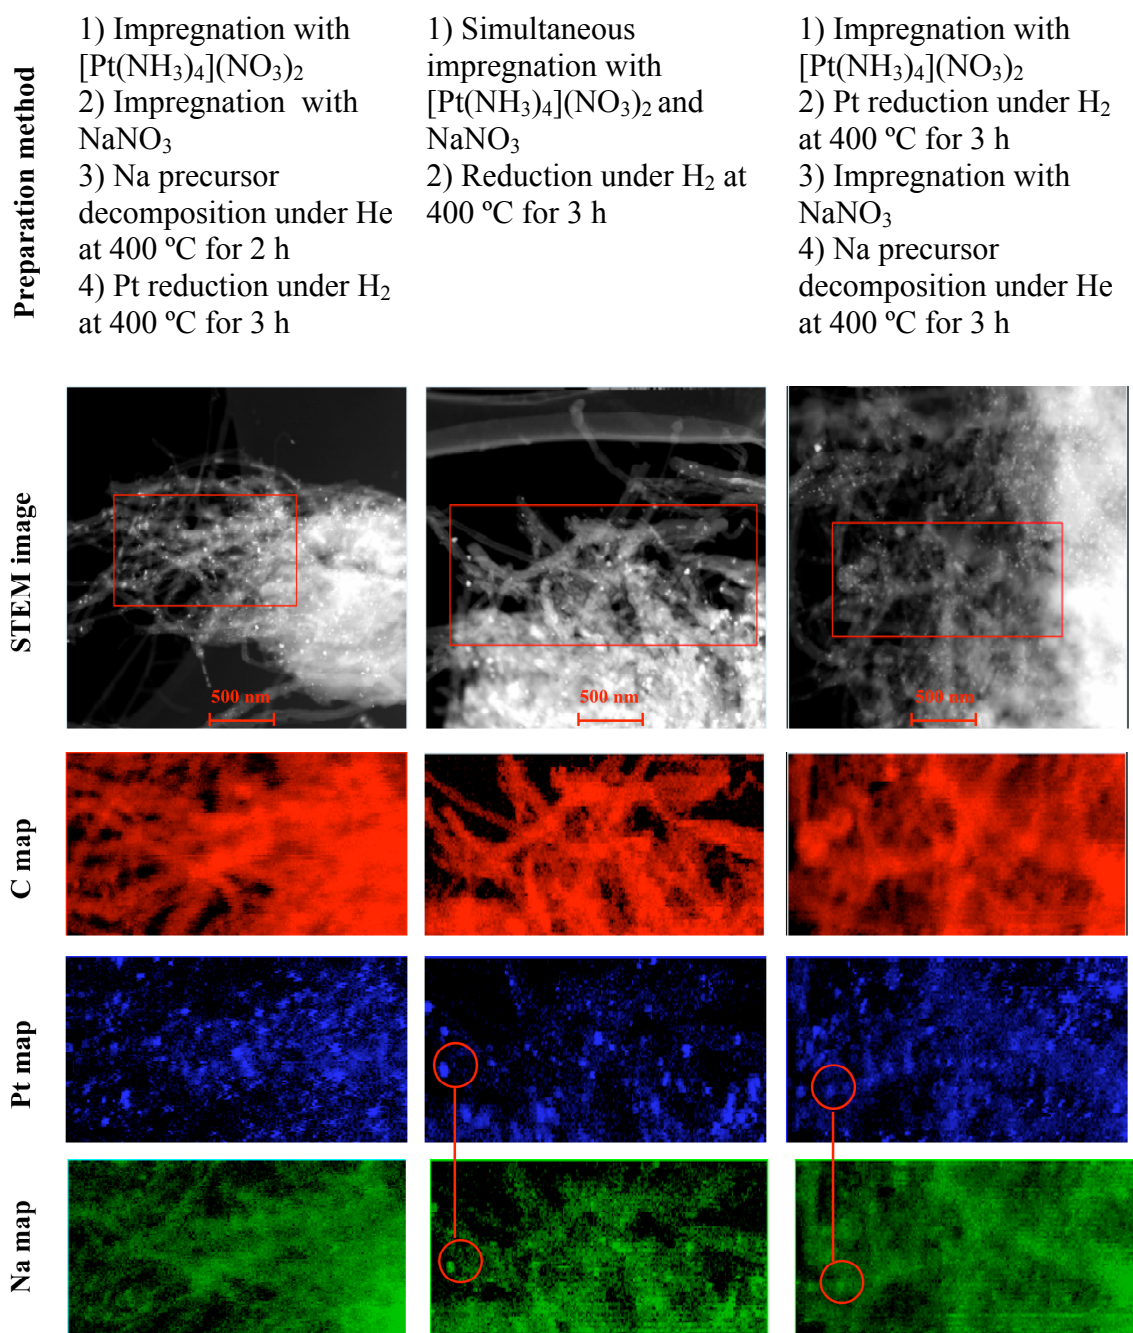 Preparation method
1) Impregnation with
[Pt(NH₃)₄](NO₃)₂
2) Impregnation with
NaNO₃
3) Na precursor
decomposition under He
at 400 ºC for 2 h
4) Pt reduction under H₂
at 400 ºC for 3 h
1) Simultaneous
impregnation with
[Pt(NH₃)₄](NO₃)₂ and
NaNO₃
2) Reduction under H₂ at
400 ºC for 3 h
1) Impregnation with
[Pt(NH₃)₄](NO₃)₂
2) Pt reduction under H₂
at 400 ºC for 3 h
3) Impregnation with
NaNO₃
4) Na precursor
decomposition under He
at 400 ºC for 3 h
STEM image
500 nm
500 nm
500 nm
C map
Pt map
Na map